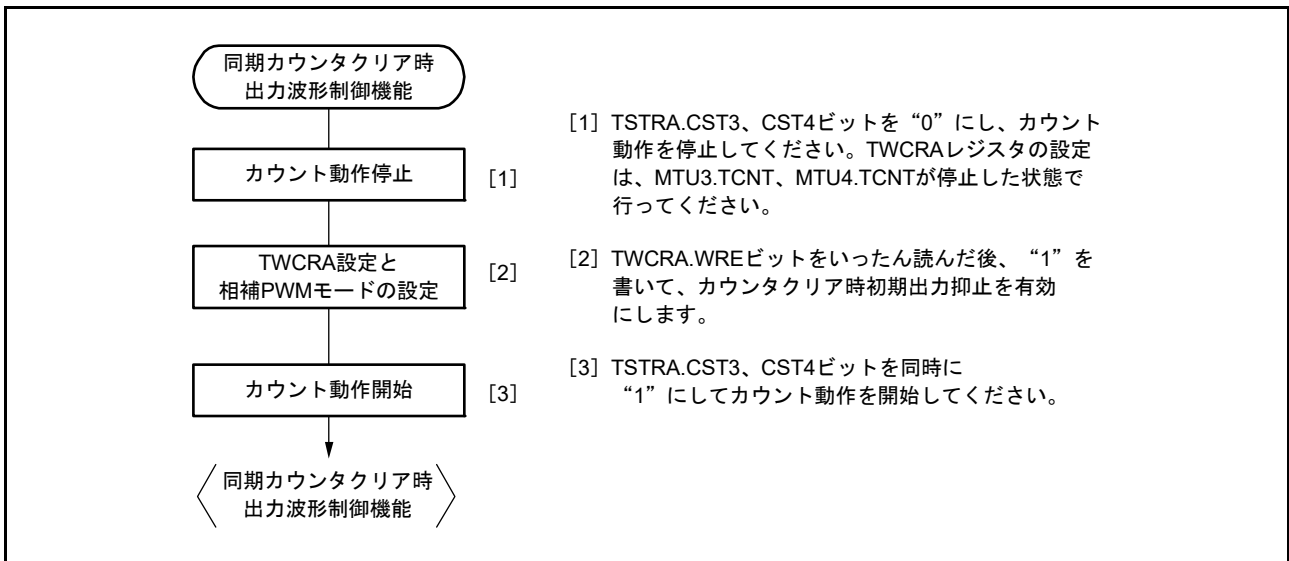 同期カウンタクリア時
出力波形制御機能
カウント動作停止
[1]
[1] TSTRA.CST3、CST4ビットを“0”にし、カウント
動作を停止してください。TWCRAレジスタの設定
は、MTU3.TCNT、MTU4.TCNTが停止した状態で
行ってください。
TWCRA設定と
相補PWMモードの設定
[2]
[2] TWCRA.WREビットをいったん読んだ後、“1”を
書いて、カウンタクリア時初期出力抑止を有効
にします。
カウント動作開始
[3]
[3] TSTRA.CST3、CST4ビットを同時に
“1”にしてカウント動作を開始してください。
同期カウンタクリア時
出力波形制御機能